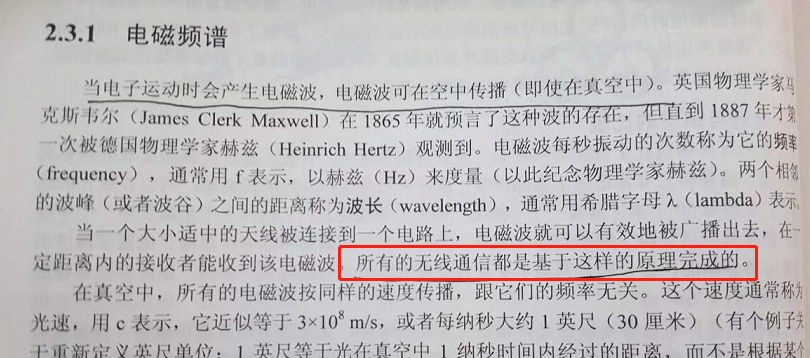 2.3.1 电磁频谱
当电子运动时会产生电磁波，电磁波可在空中传播（即使在真空中）。英国物理学家马
克斯韦尔（James Clerk Maxwell）在 1865 年就预言了这种波的存在，但直到 1887 年才第
一次被德国物理学家赫兹（Heinrich Hertz）观测到。电磁波每秒振动的次数称为它的频率
（frequency），通常用 f 表示，以赫兹（Hz）来度量（以此纪念物理学家赫兹）。两个相邻
的波峰（或者波谷）之间的距离称为波长（wavelength），通常用希腊字母 λ（lambda）表示
当一个大小适中的天线被连接到一个电路上，电磁波就可以有效地被广播出去，在一
定距离内的接收者能收到该电磁波，所有的无线通信都是基于这样的原理完成的。
在真空中，所有的电磁波按同样的速度传播，跟它们的频率无关。这个速度通常称为
光速，用 c 表示，它近似等于 3×10⁸ m/s，或者每纳秒大约 1 英尺（30 厘米）（有个例子关
于重新定义英尺单位：1 英尺等于光在真空中 1 纳秒时间内经过的距离，而不是根据某个